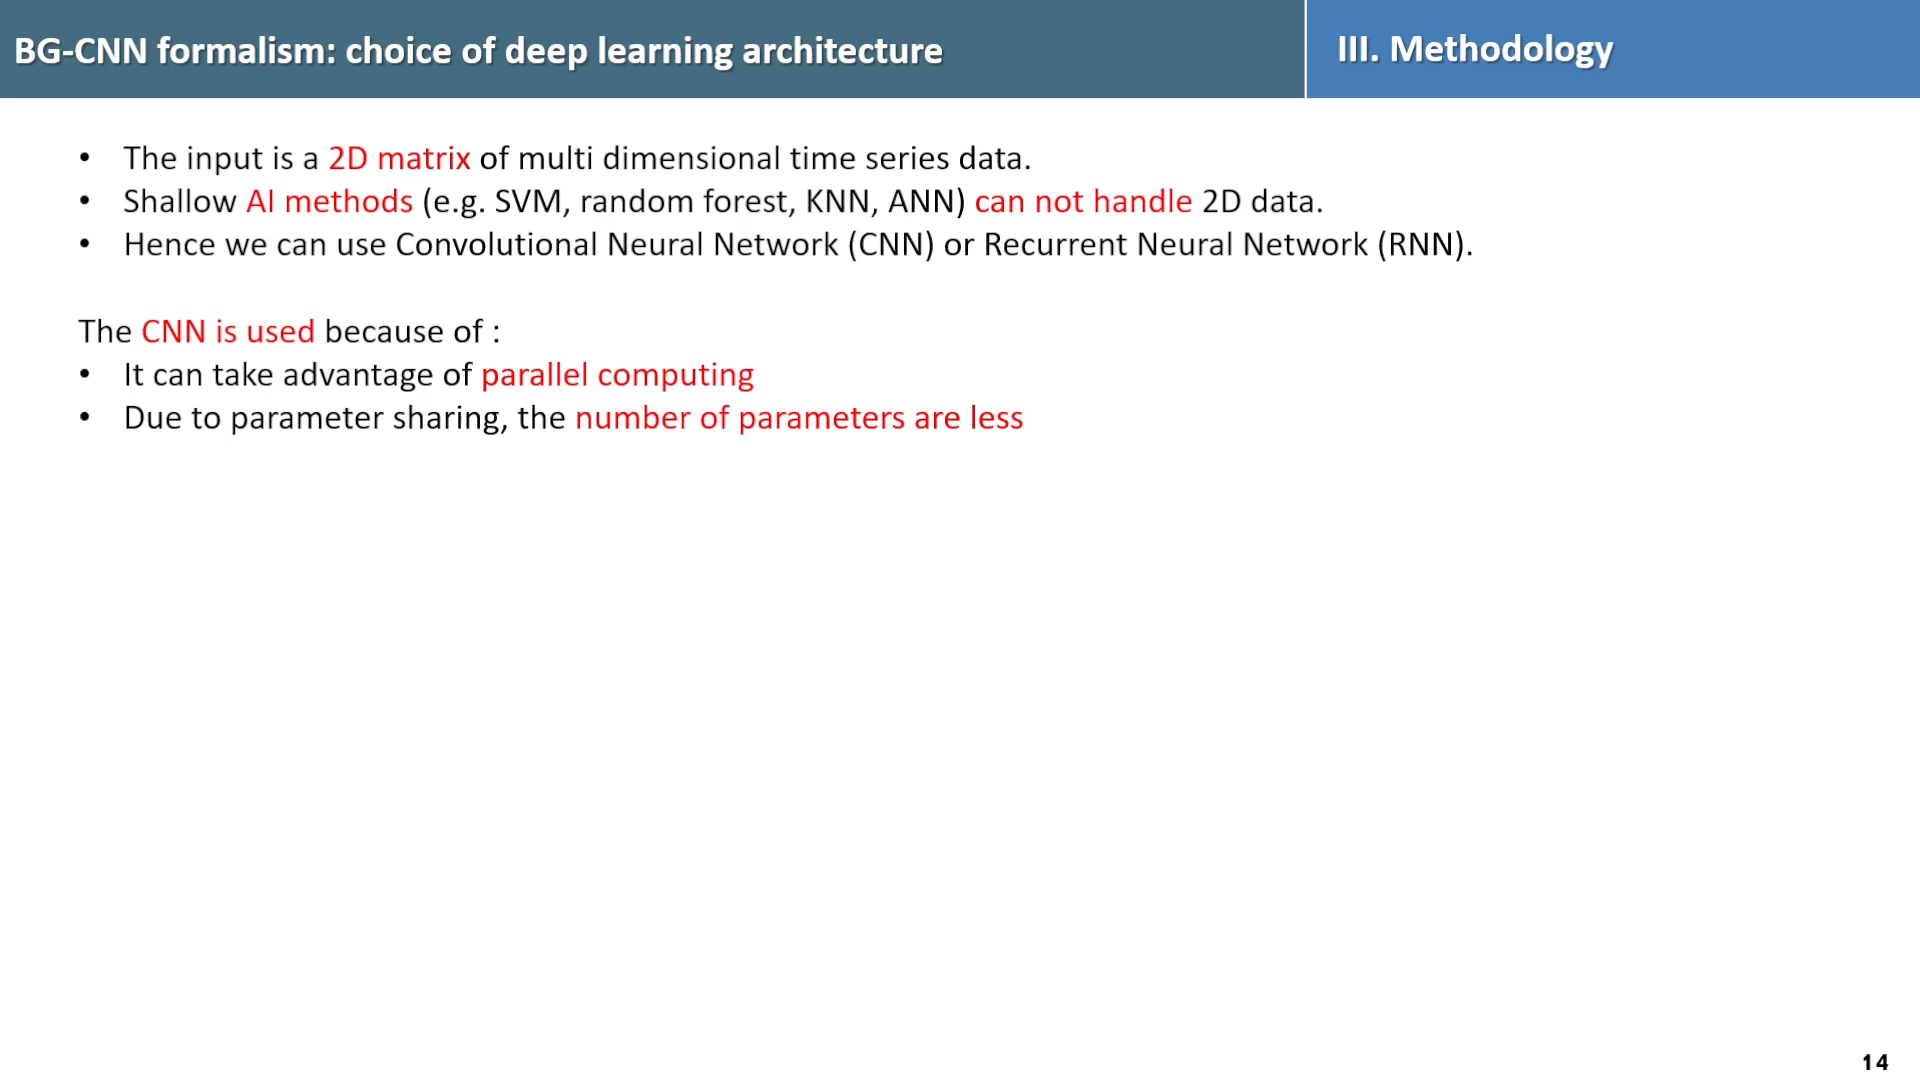 BG-CNN formalism: choice of deep learning architecture
III. Methodology
• The input is a 2D matrix of multi dimensional time series data.
• Shallow AI methods (e.g. SVM, random forest, KNN, ANN) can not handle 2D data.
• Hence we can use Convolutional Neural Network (CNN) or Recurrent Neural Network (RNN).
The CNN is used because of :
• It can take advantage of parallel computing
• Due to parameter sharing, the number of parameters are less
14